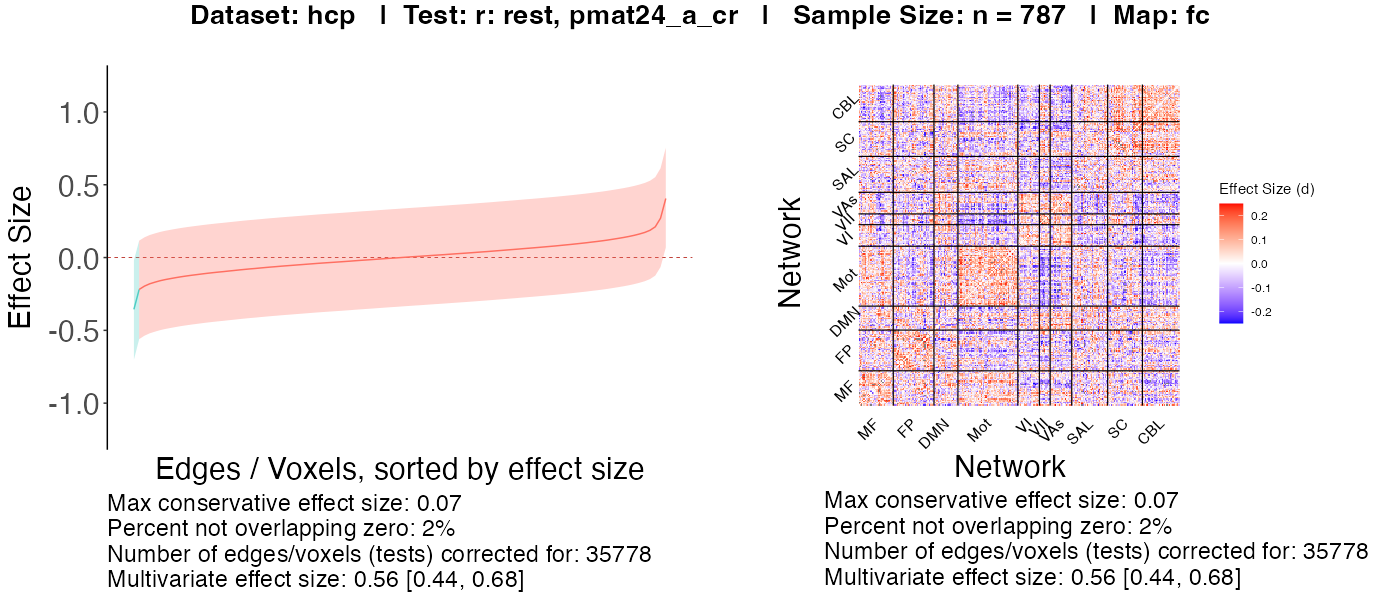 Dataset: hcp | Test: r: rest, pmat24_a_cr | Sample Size: n = 787 | Map: fc
Effect Size
1.0
0.5
0.0
-0.5
-1.0
Edges / Voxels, sorted by effect size
Max conservative effect size: 0.07
Percent not overlapping zero: 2%
Number of edges/voxels (tests) corrected for: 35778
Multivariate effect size: 0.56 [0.44, 0.68]
Network
CBL
SC
SAL
VAs
VII
VI
Mot
DMN
FP
MF
MF
FP
DMN
Mot
VI
VII
VAs
SAL
SC
CBL
Network
Effect Size (d)
0.2
0.1
0.0
-0.1
-0.2
Max conservative effect size: 0.07
Percent not overlapping zero: 2%
Number of edges/voxels (tests) corrected for: 35778
Multivariate effect size: 0.56 [0.44, 0.68]